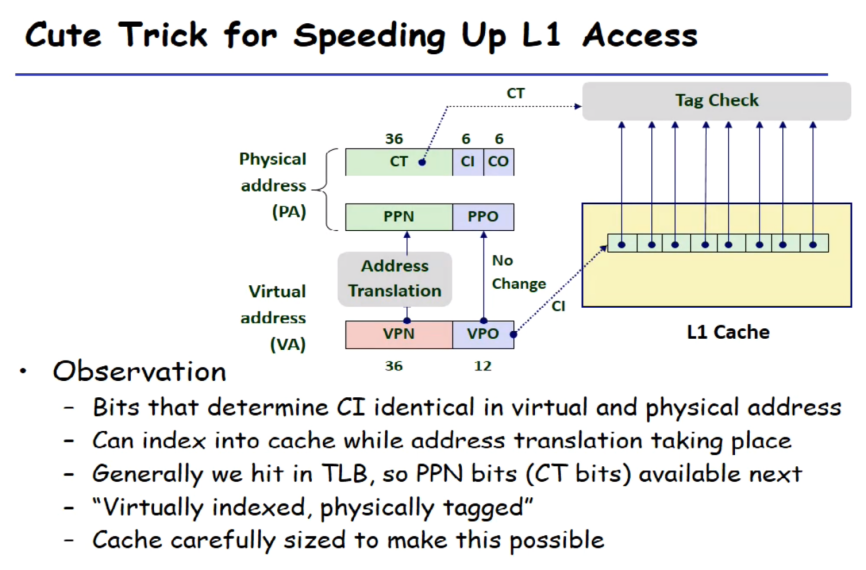 Cute Trick for Speeding Up L1 Access
CT
Tag Check
36 6 6
Physical
address
(PA)
CT CI CO
PPN PPO
Address
Translation
No
Change
CI
Virtual
address
(VA)
VPN VPO
36 12
L1 Cache
• Observation
- Bits that determine CI identical in virtual and physical address
- Can index into cache while address translation taking place
- Generally we hit in TLB, so PPN bits (CT bits) available next
- “Virtually indexed, physically tagged”
- Cache carefully sized to make this possible